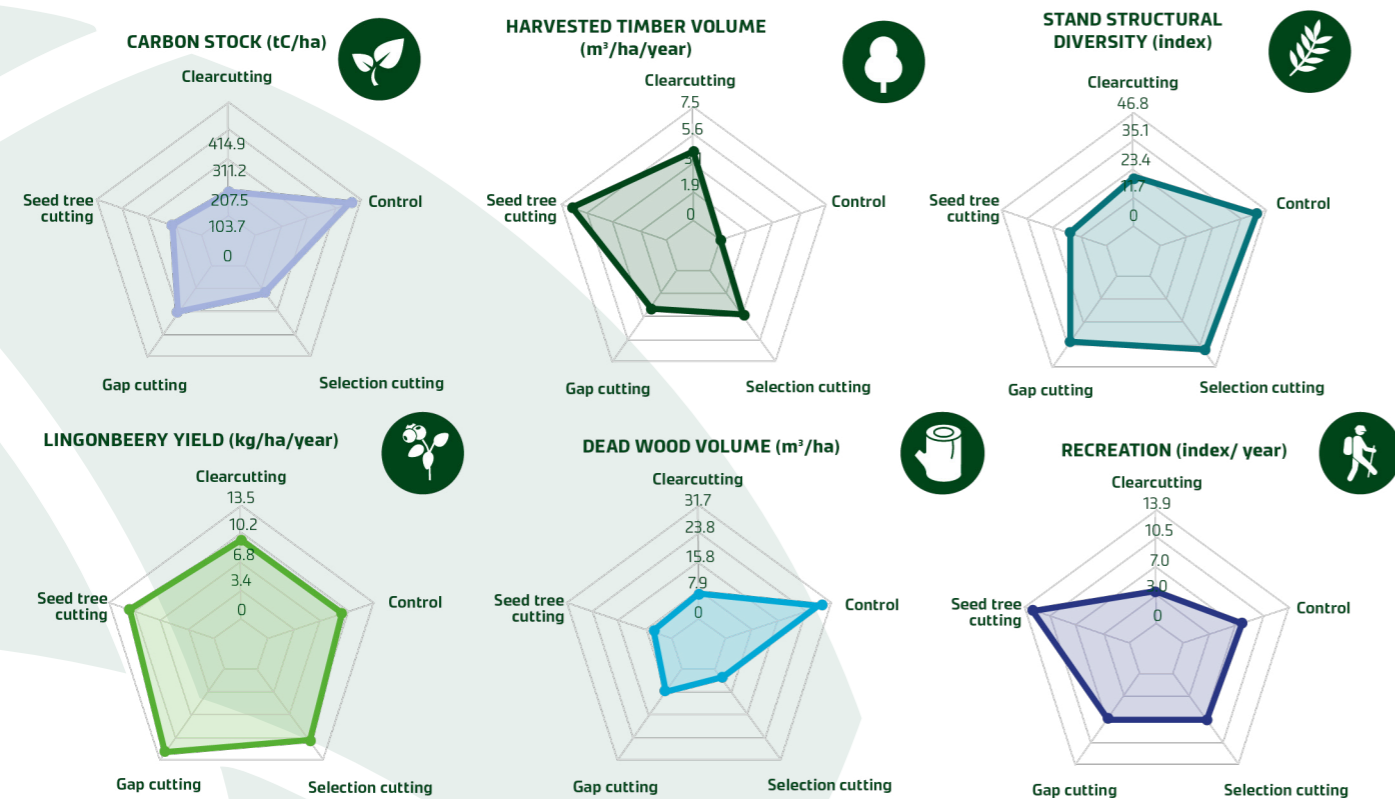 CARBON STOCK (tC/ha)
Clearcutting
414.9
311.2
207.5
103.7
0
Control
Selection cutting
Gap cutting
Seed tree
cutting
HARVESTED TIMBER VOLUME
(m³/ha/year)
Clearcutting
7.5
5.6
1.9
0
Control
Selection cutting
Gap cutting
Seed tree
cutting
STAND STRUCTURAL
DIVERSITY (index)
Clearcutting
46.8
35.1
23.4
11.7
0
Control
Selection cutting
Gap cutting
Seed tree
cutting
LINGONBEERY YIELD (kg/ha/year)
Clearcutting
13.5
10.2
6.8
3.4
0
Control
Selection cutting
Gap cutting
Seed tree
cutting
DEAD WOOD VOLUME (m³/ha)
Clearcutting
31.7
23.8
15.8
7.9
0
Control
Selection cutting
Gap cutting
Seed tree
cutting
RECREATION (index/ year)
Clearcutting
13.9
10.5
7.0
3.0
0
Control
Selection cutting
Gap cutting
Seed tree
cutting